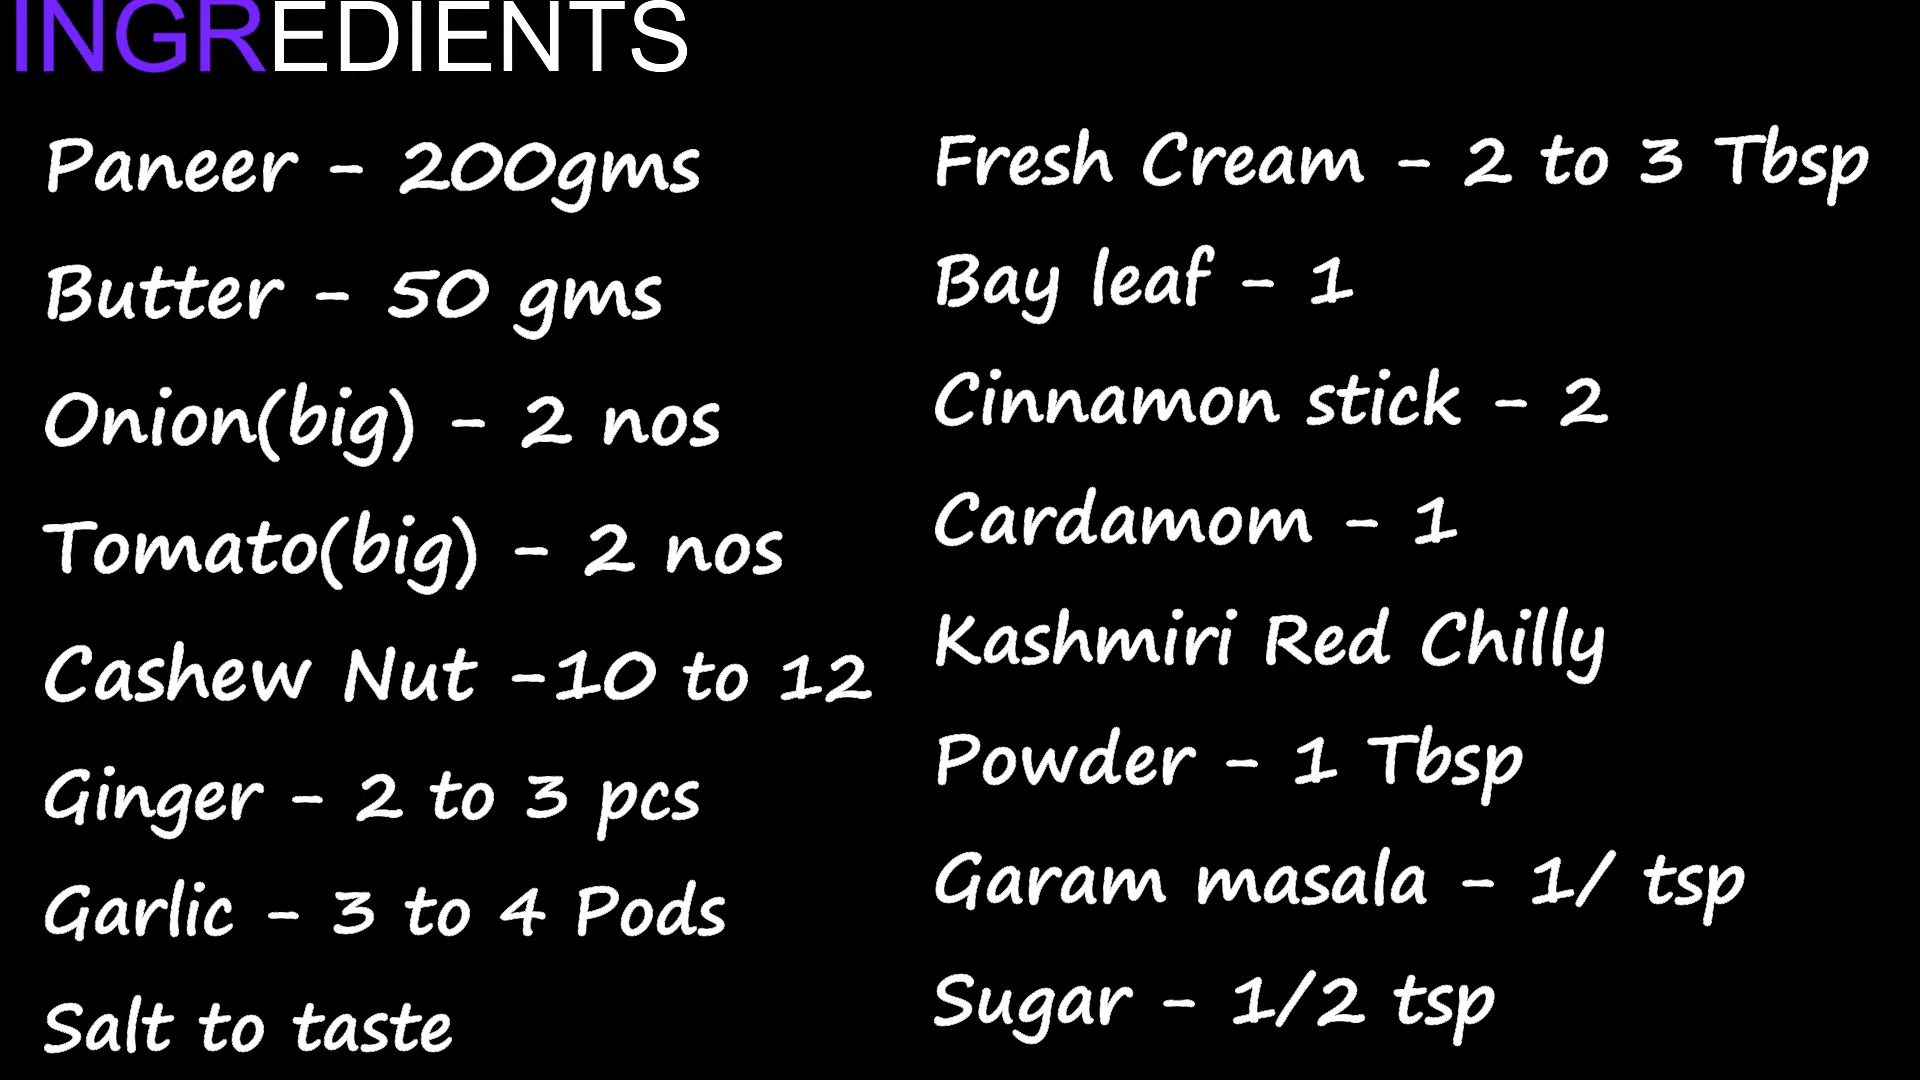 INGREDIENTS
Paneer - 200gms
Butter - 50 gms
Onion(big) - 2 nos
Tomato(big) - 2 nos
Cashew Nut -10 to 12
Ginger - 2 to 3 pcs
Garlic - 3 to 4 Pods
Salt to taste
Fresh Cream - 2 to 3 Tbsp
Bay leaf - 1
Cinnamon stick - 2
Cardamom - 1
Kashmiri Red Chilly
Powder - 1 Tbsp
Garam masala - 1/ tsp
Sugar - 1/2 tsp